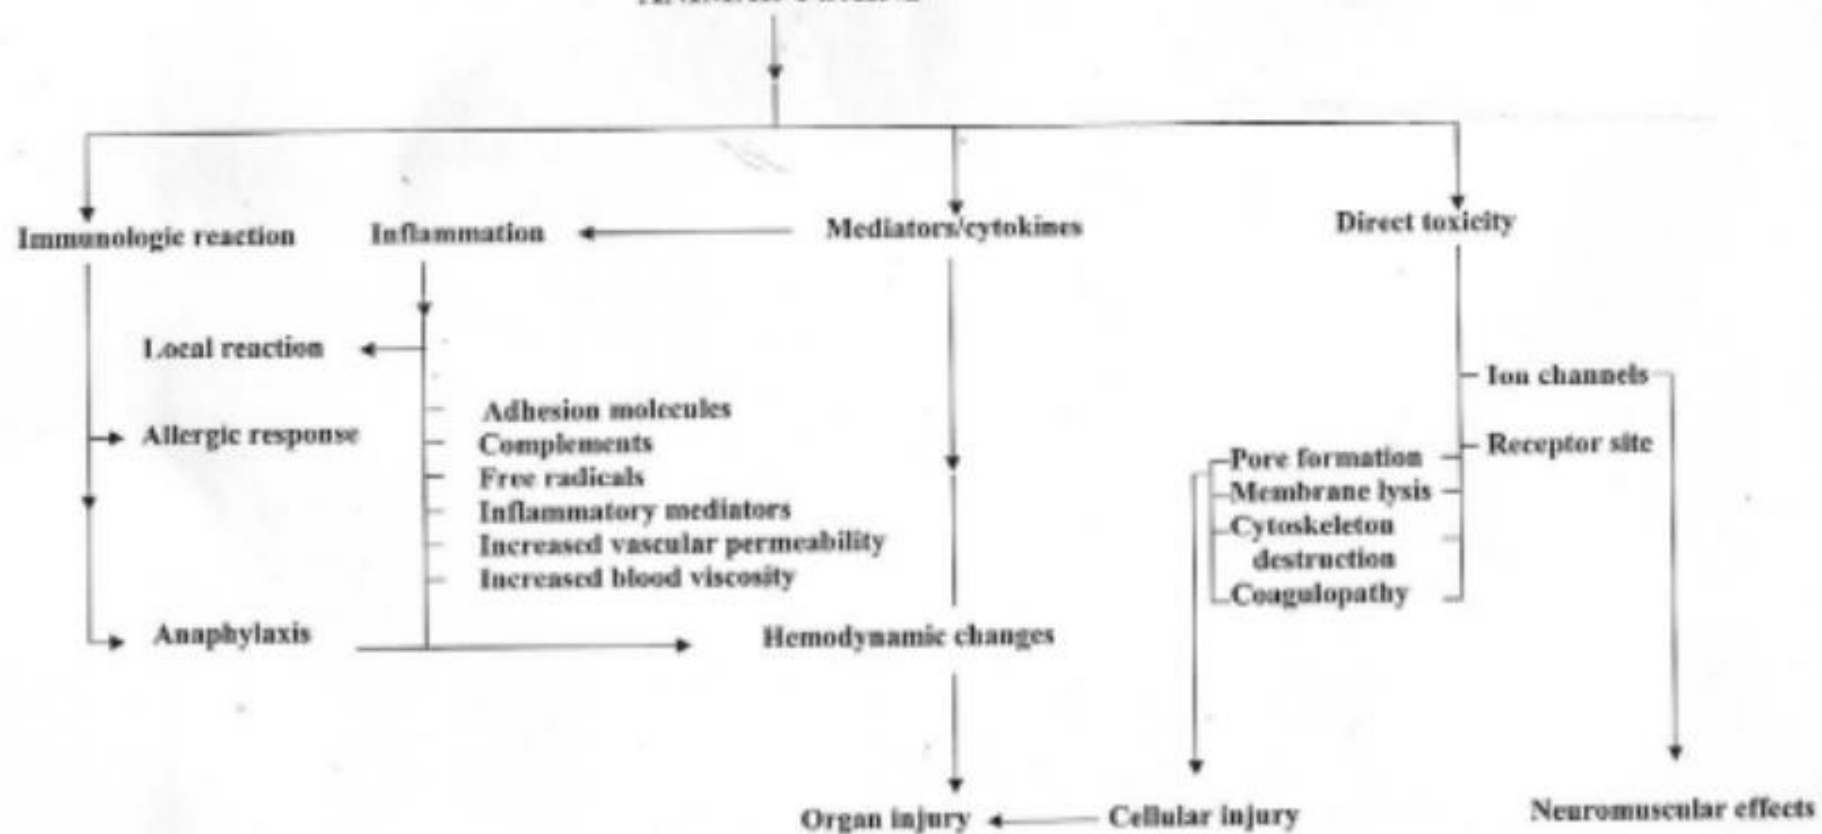 Immunologic reaction
Inflammation
Mediators/cytokines
Direct toxicity
Local reaction
Ion channels
Adhesion molecules
Allergic response
Complements
Receptor site
Free radicals
Pore formation
Inflammatory mediators
Membrane lysis
Increased vascular permeability
Cytoskeleton
destruction
Increased blood viscosity
Coagulopathy
Anaphylaxis
Hemodynamic changes
Organ injury
Cellular injury
Neuromuscular effects